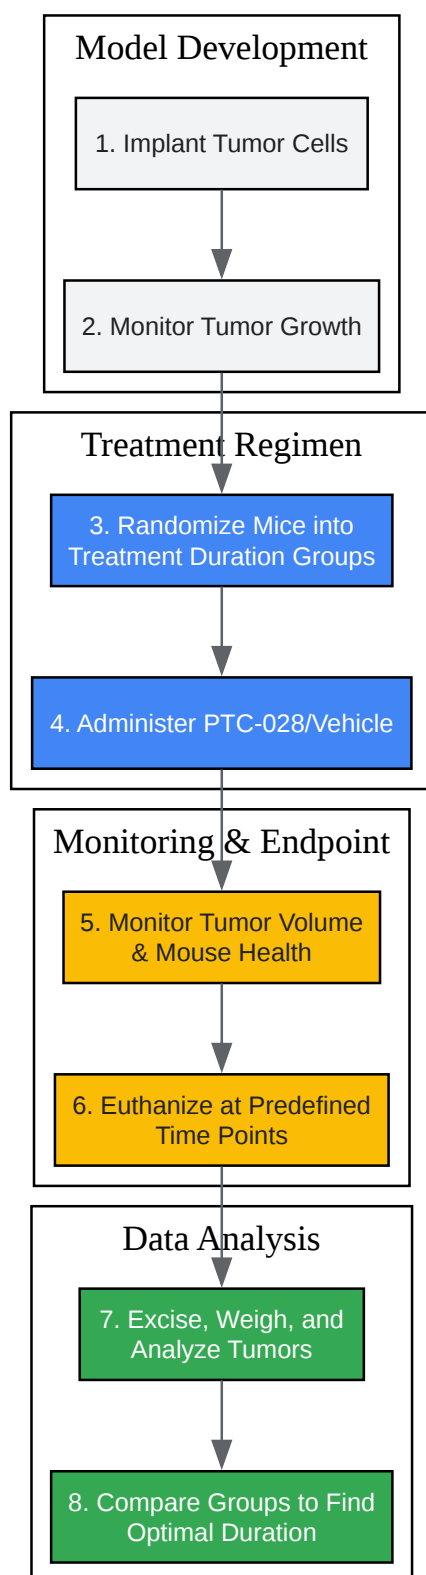 Model Development
1. Implant Tumor Cells
2. Monitor Tumor Growth
Treatment Regimen
3. Randomize Mice into
Treatment Duration Groups
4. Administer PTC-028/Vehicle
Monitoring & Endpoint
5. Monitor Tumor Volume
& Mouse Health
6. Euthanize at Predefined
Time Points
Data Analysis
7. Excise, Weigh, and
Analyze Tumors
8. Compare Groups to Find
Optimal Duration